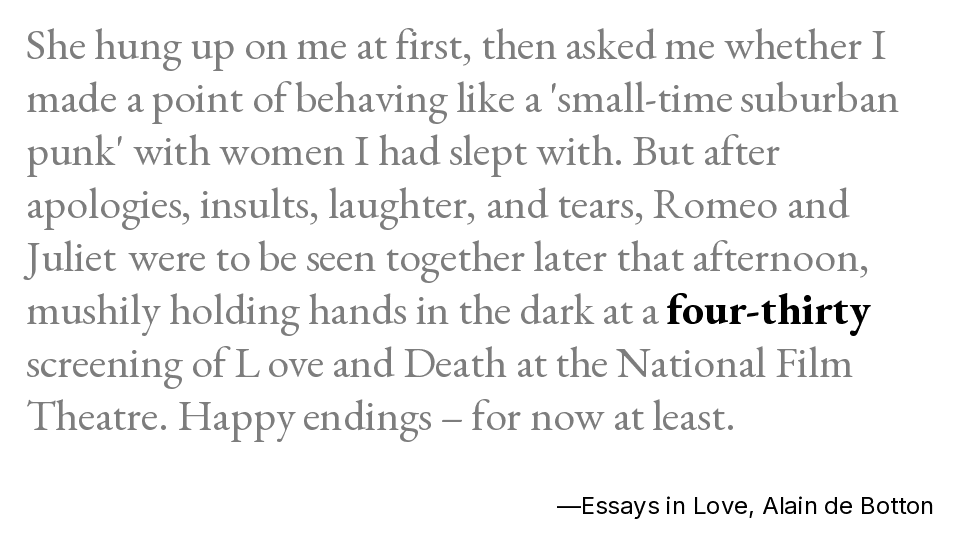 She hung up on me at first, then asked me whether I
made a point of behaving like a 'small-time suburban
punk' with women I had slept with. But after
apologies, insults, laughter, and tears, Romeo and
Juliet were to be seen together later that afternoon,
mushily holding hands in the dark at a four-thirty
screening of L ove and Death at the National Film
Theatre. Happy endings – for now at least.
—Essays in Love, Alain de Botton